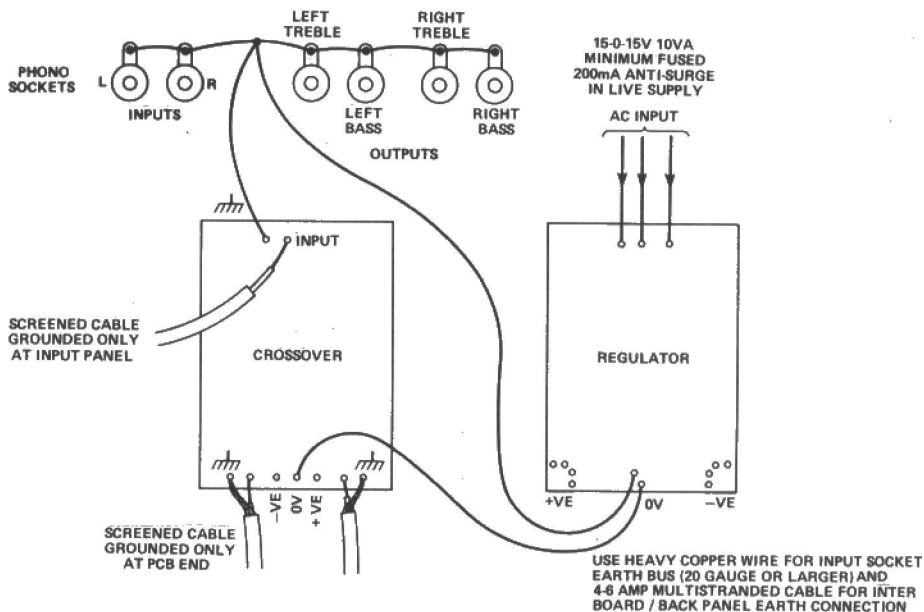 LEFT
TREBLE
RIGHT
TREBLE
15-0-15V 10VA
MINIMUM FUSED
200mA ANTI-SURGE
IN LIVE SUPPLY
PHONO
SOCKETS
L
R
INPUTS
LEFT
BASS
RIGHT
BASS
AC INPUT
OUTPUTS
INPUT
SCREENED CABLE
GROUNDED ONLY
AT INPUT PANEL
CROSSOVER
REGULATOR
-VE
0V
+VE
+VE
0V
-VE
SCREENED CABLE
GROUNDED ONLY
AT PCB END
USE HEAVY COPPER WIRE FOR INPUT SOCKET
EARTH BUS (20 GAUGE OR LARGER) AND
4-6 AMP MULTISTRANDED CABLE FOR INTER
BOARD / BACK PANEL EARTH CONNECTION